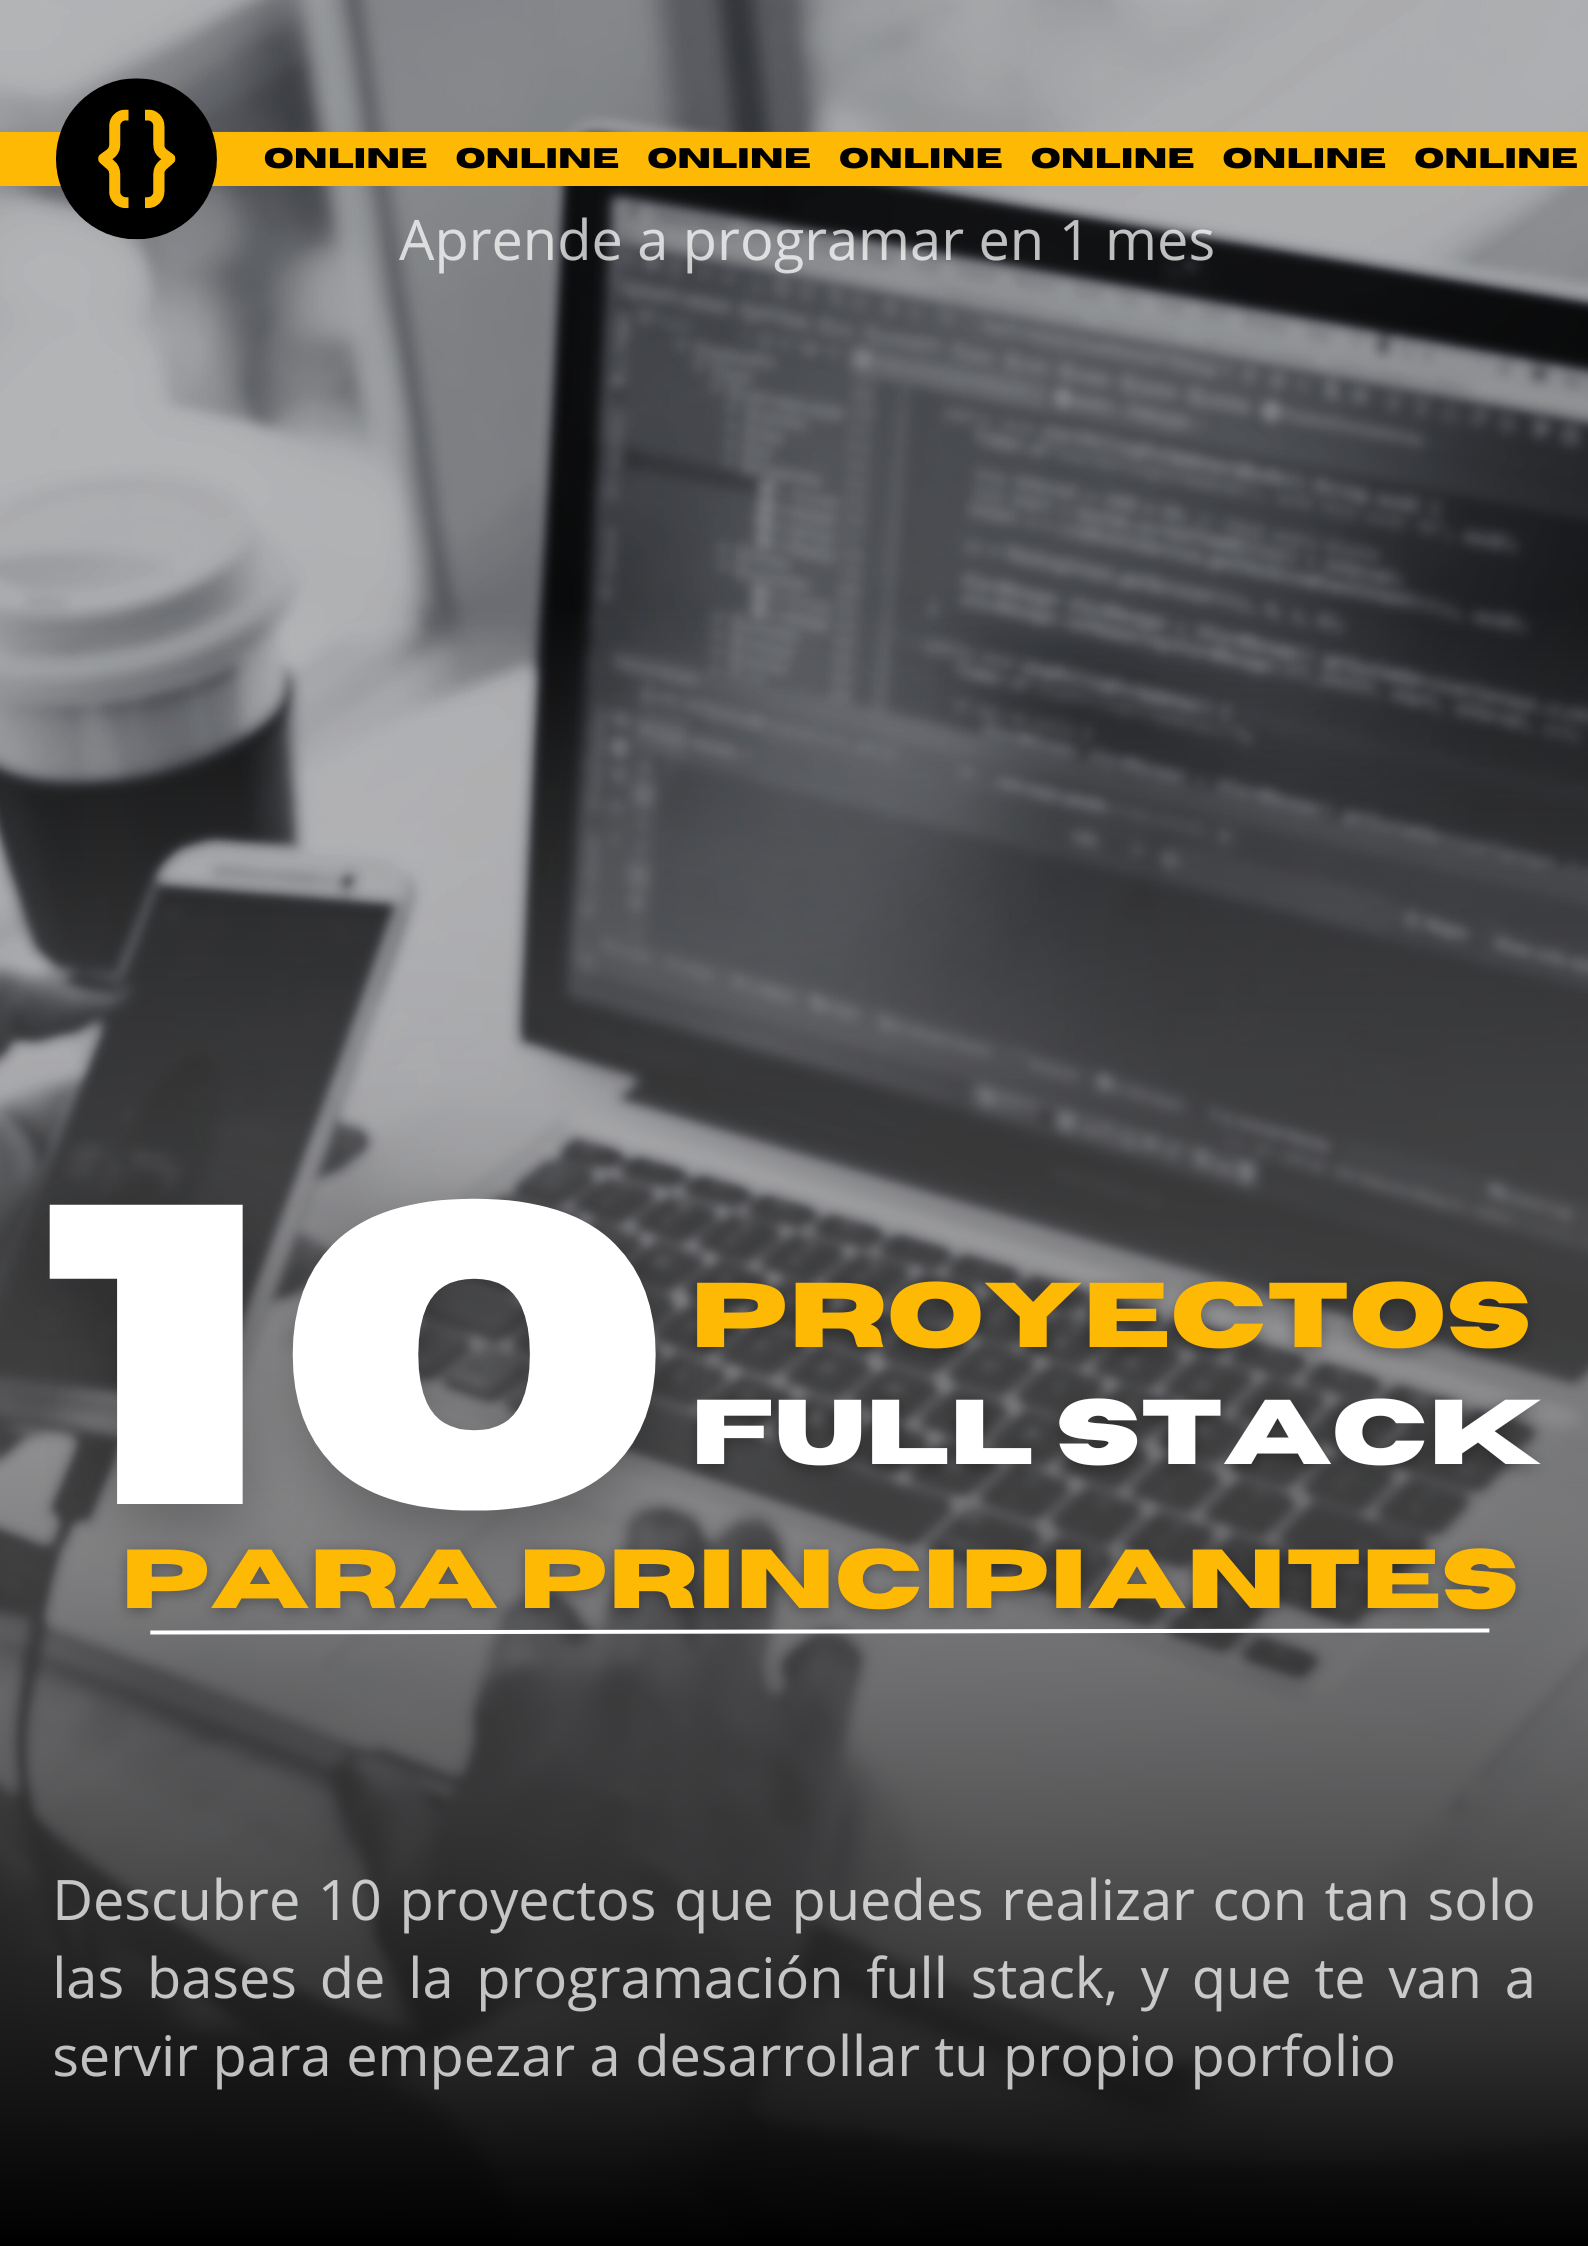 {}
ONLINE ONLINE ONLINE ONLINE ONLINE ONLINE ONLINE
Aprende a programar en 1 mes
10 PROYECTOS
FULL STACK
PARA PRINCIPIANTES
Descubre 10 proyectos que puedes realizar con tan solo
las bases de la programación full stack, y que te van a
servir para empezar a desarrollar tu propio porfolio